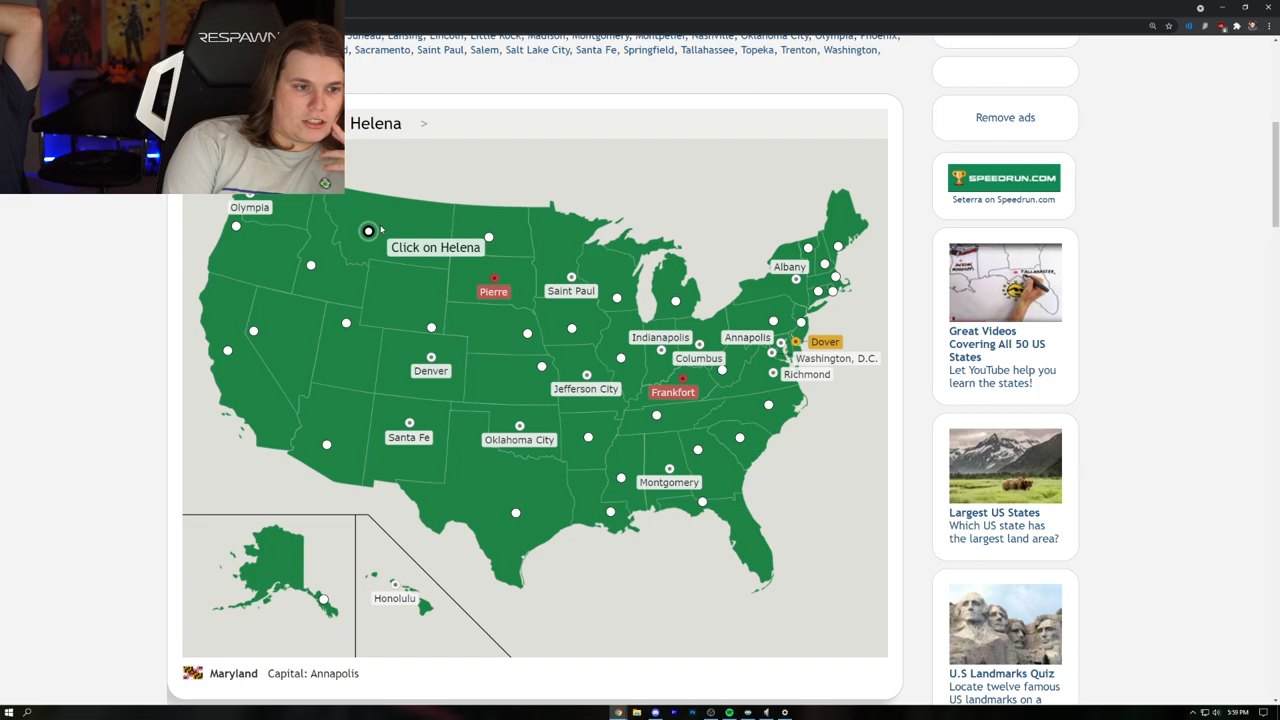 RESPAWN
Juneau, Lansing, Lincoln, Little Rock, Madison, Montgomery, Montpelier, Nashville, Oklahoma City, Olympia, Phoenix,
Sacramento, Saint Paul, Salem, Salt Lake City, Santa Fe, Springfield, Tallahassee, Topeka, Trenton, Washington,
Helena >
Olympia
Click on Helena
Pierre
Saint Paul
Albany
Indianapolis
Annapolis
Dover
Columbus
Washington, D.C.
Denver
Richmond
Jefferson City
Frankfort
Santa Fe
Oklahoma City
Montgomery
Honolulu
Maryland Capital: Annapolis
Remove ads
SPEEDRUN.COM
Seterra on Speedrun.com
TALLAHASSEE,
Great Videos
Covering All 50 US
States
Let YouTube help you
learn the states!
Largest US States
Which US state has
the largest land area?
U.S Landmarks Quiz
Locate twelve famous
US landmarks on a
5:59 PM